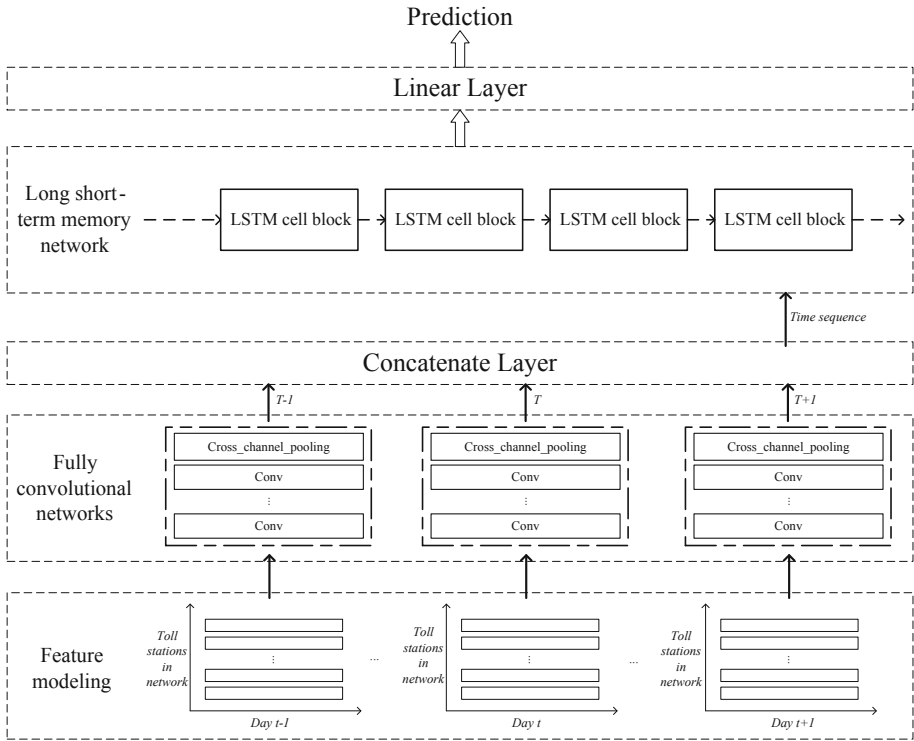 Prediction
Linear Layer
Long short-
term memory
network
LSTM cell block
LSTM cell block
LSTM cell block
LSTM cell block
Time sequence
Concatenate Layer
T-1
T
T+1
Fully
convolutional
networks
Cross_channel_pooling
Conv
...
Conv
Cross_channel_pooling
Conv
...
Conv
Cross_channel_pooling
Conv
...
Conv
Feature
modeling
Toll
stations
in
network
...
Day t-1
...
Toll
stations
in
network
...
Day t
...
Toll
stations
in
network
...
Day t+1